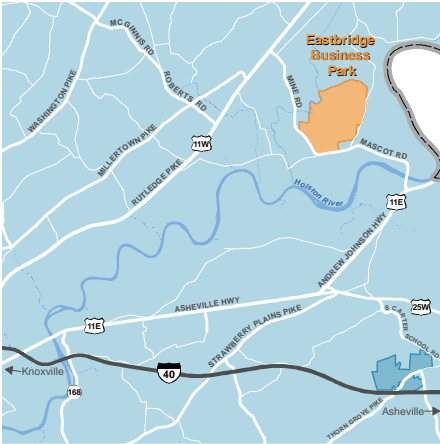 MC GINNIS RD
Eastbridge
Business
Park
WASHINGTON PIKE
ROBERTS RD
MINE RD
MILLERTOWN PIKE
11W
MASCOT RD
RUTLEDGE PIKE
Holston River
11E
ANDREW JOHNSON HWY
ASHEVILLE HWY
25W
11E
STRAWBERRY PLAINS PIKE
S CARTER SCHOOL RD
Knoxville
40
168
THORN GROVE PIKE
Asheville